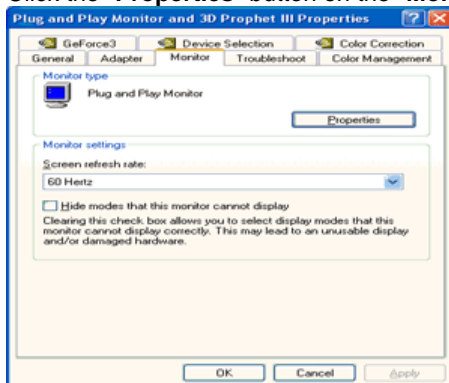 Click the "Properties" button on the "Mo
Plug and Play Monitor and 3D Prophet III Properties
GeForce3 Device Selection Color Correction
General Adapter Monitor Troubleshoot Color Management
Monitor type
Plug and Play Monitor
Properties
Monitor settings
Screen refresh rate:
60 Hertz
Hide modes that this monitor cannot display
Clearing this check box allows you to select display modes that this
monitor cannot display correctly. This may lead to an unusable display
and/or damaged hardware.
OK Cancel Apply